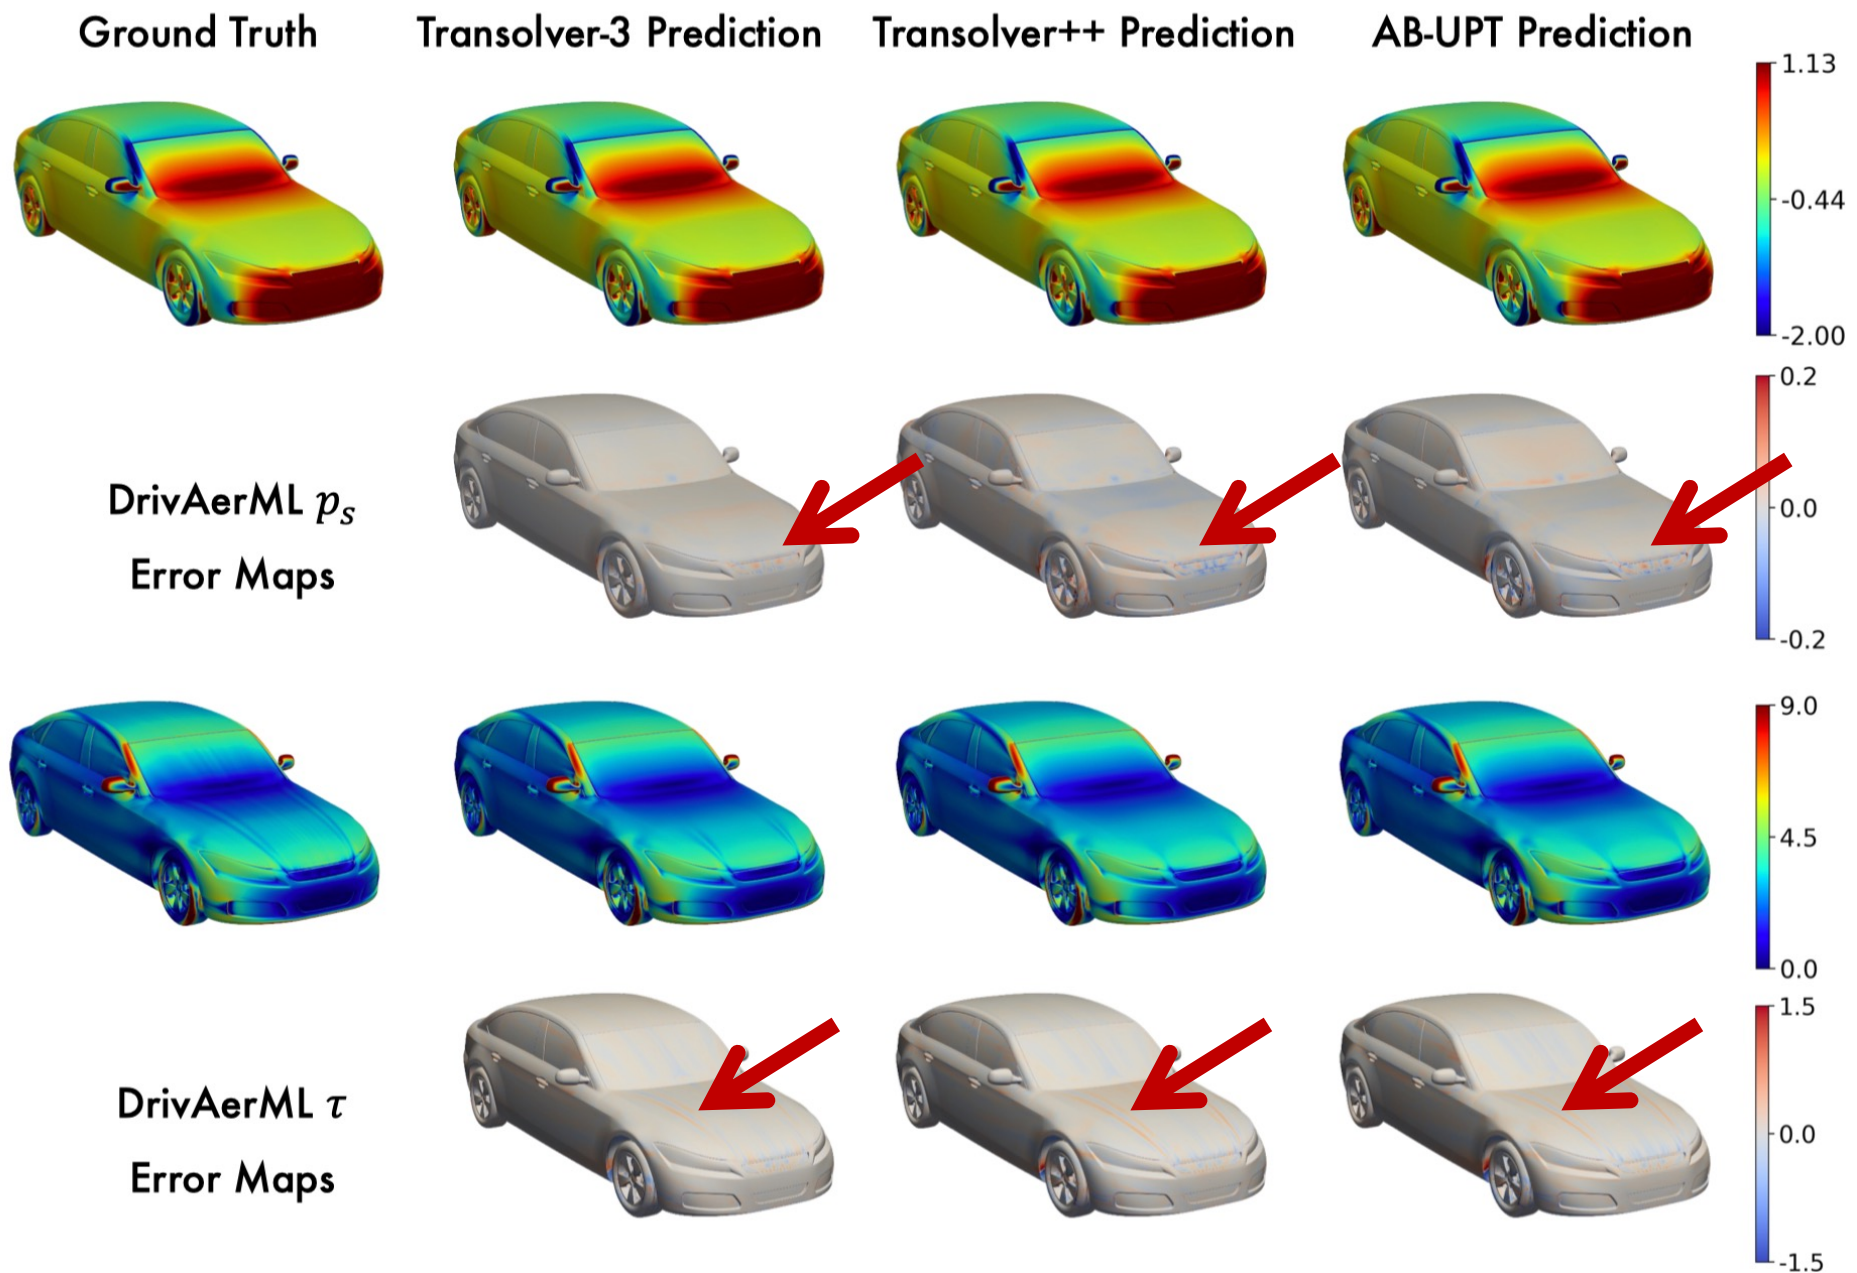 Ground Truth
Transolver-3 Prediction
Transolver++ Prediction
AB-UPT Prediction
1.13
-0.44
-2.00
DrivAerML pₛ
Error Maps
0.2
0.0
-0.2
9.0
4.5
0.0
DrivAerML τ
Error Maps
1.5
0.0
-1.5